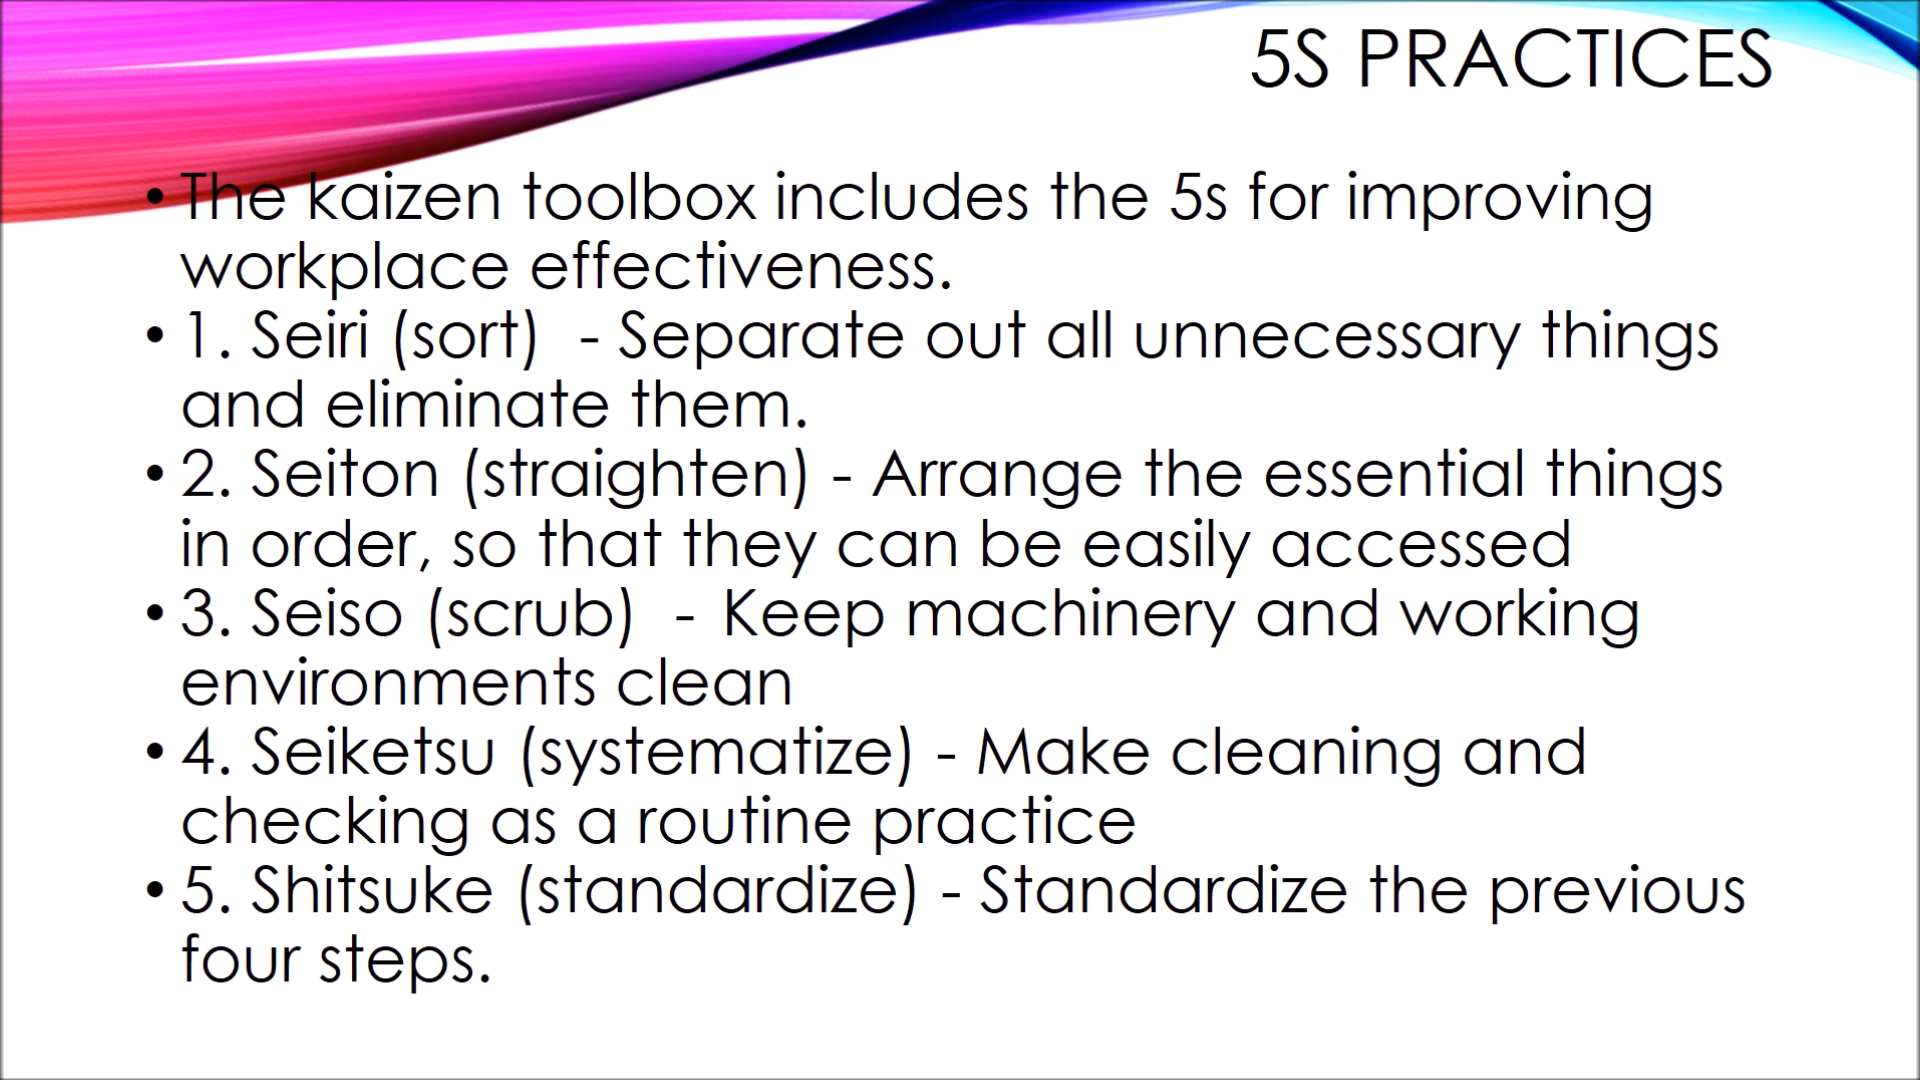 5S PRACTICES
• The kaizen toolbox includes the 5s for improving
workplace effectiveness.
• 1. Seiri (sort)  - Separate out all unnecessary things
and eliminate them.
• 2. Seiton (straighten) - Arrange the essential things
in order, so that they can be easily accessed
• 3. Seiso (scrub)  - Keep machinery and working
environments clean
• 4. Seiketsu (systematize) - Make cleaning and
checking as a routine practice
• 5. Shitsuke (standardize) - Standardize the previous
four steps.